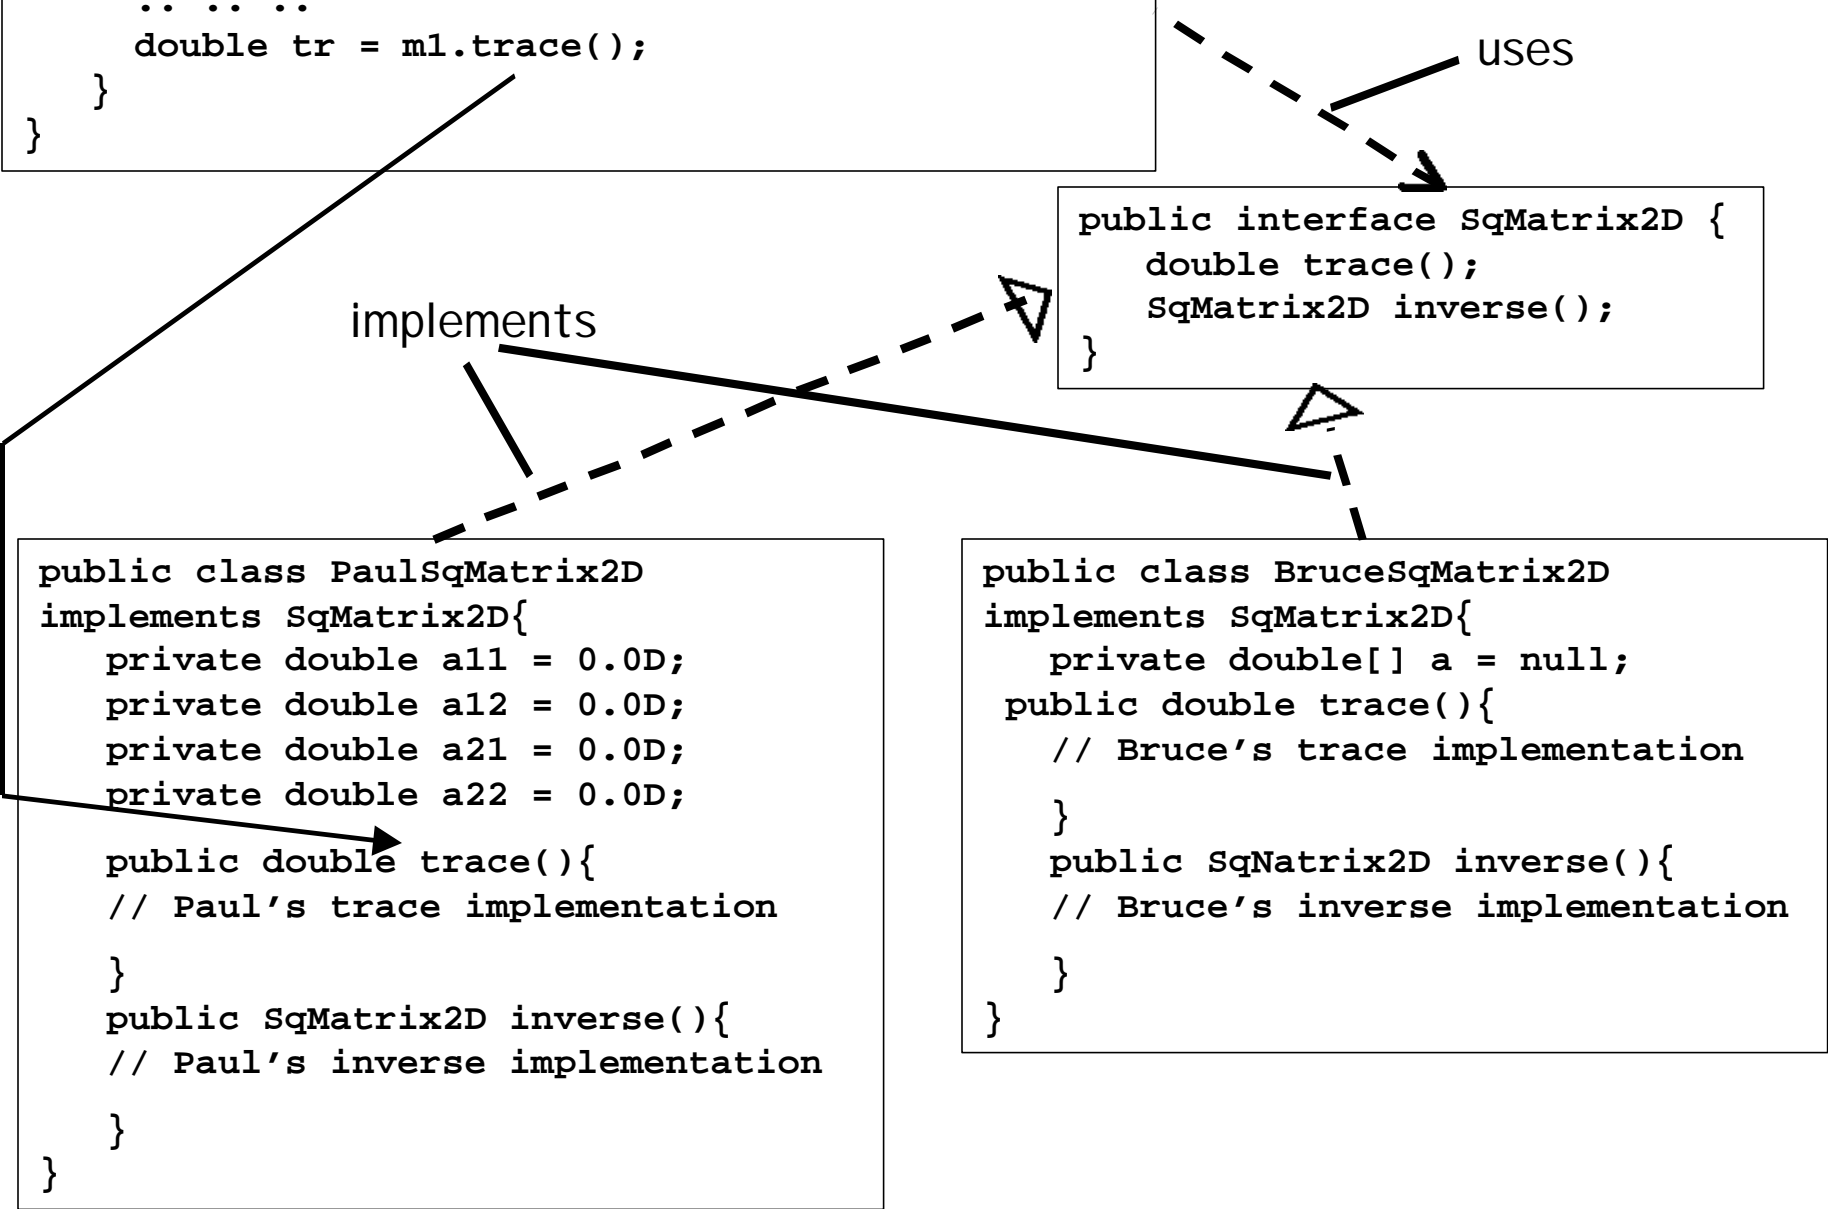 .. .. ..
double tr = m1.trace();
}
}
uses
public interface SqMatrix2D {
double trace();
SqMatrix2D inverse();
}
implements
public class PaulSqMatrix2D
implements SqMatrix2D{
private double a11 = 0.0D;
private double a12 = 0.0D;
private double a21 = 0.0D;
private double a22 = 0.0D;
public double trace(){
// Paul’s trace implementation
}
public SqMatrix2D inverse(){
// Paul’s inverse implementation
}
}
public class BruceSqMatrix2D
implements SqMatrix2D{
private double[] a = null;
public double trace(){
// Bruce’s trace implementation
}
public SqNatrix2D inverse(){
// Bruce’s inverse implementation
}
}